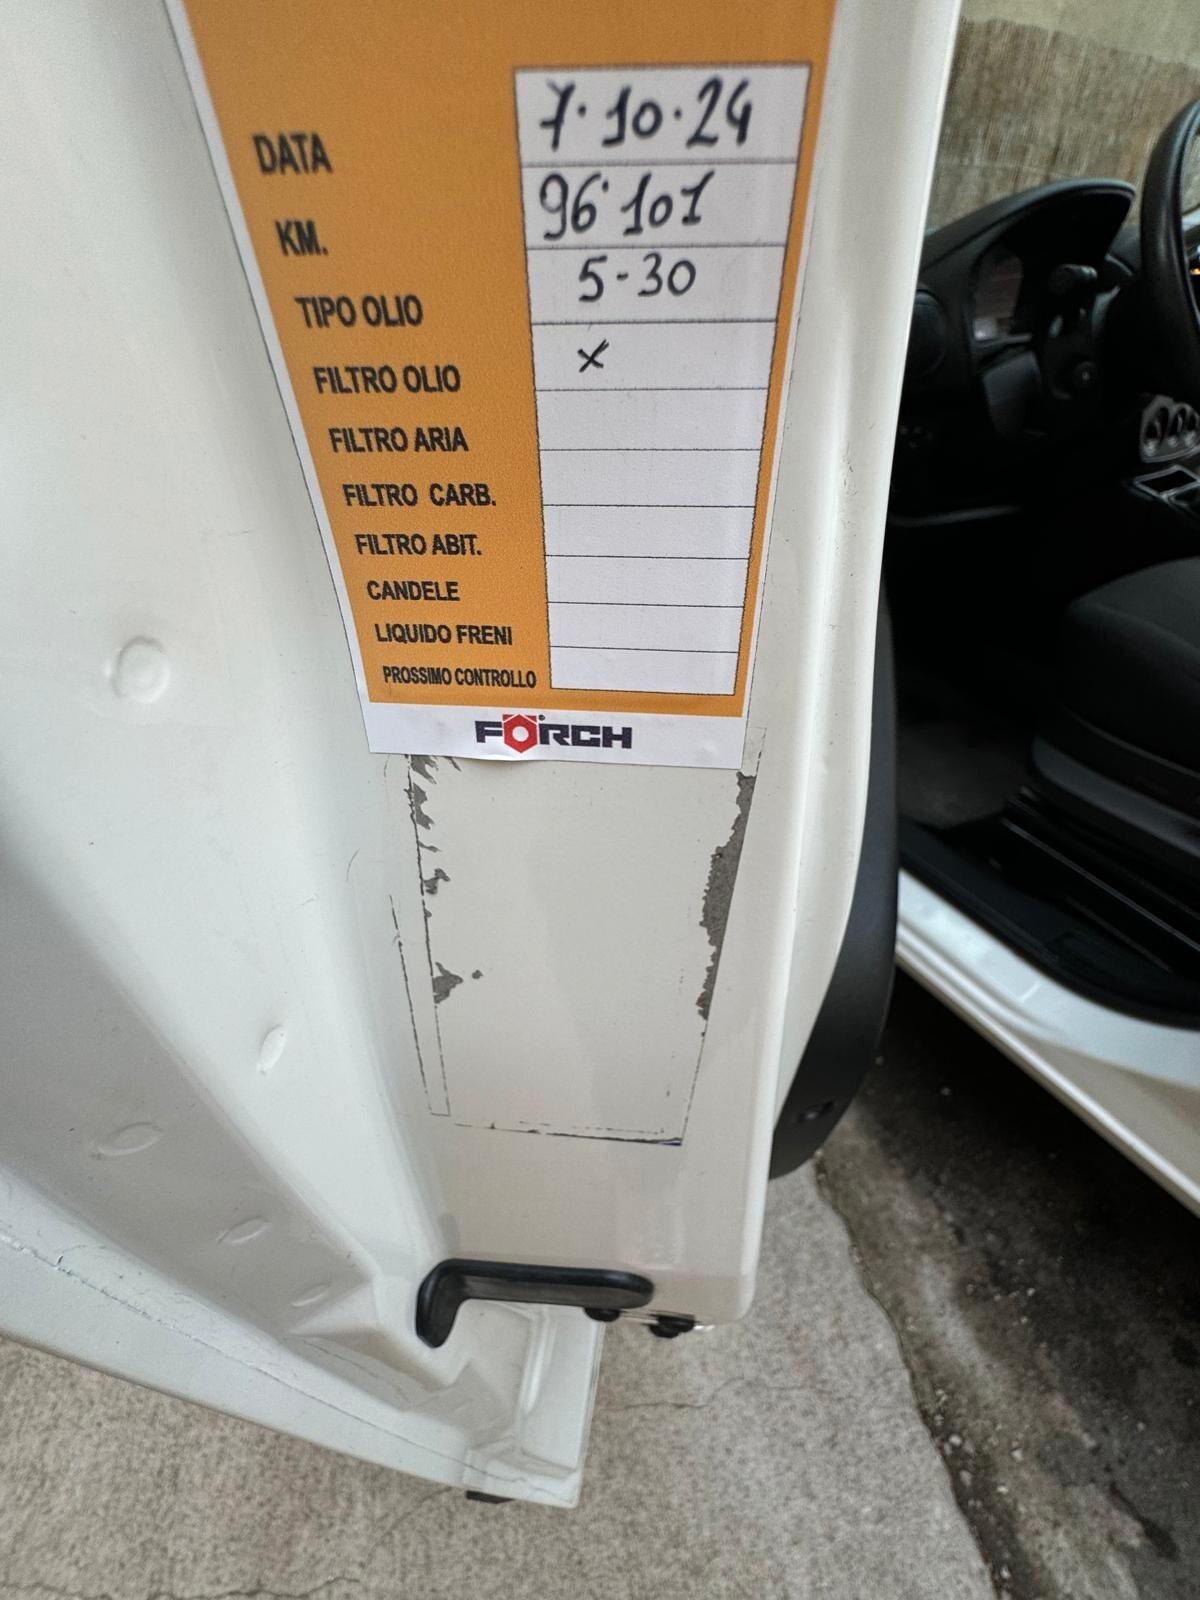 DATA 7·10·24
KM. 96·101
TIPO OLIO 5-30
FILTRO OLIO x
FILTRO ARIA
FILTRO CARB.
FILTRO ABIT.
CANDELE
LIQUIDO FRENI
PROSSIMO CONTROLLO
FÖRCH